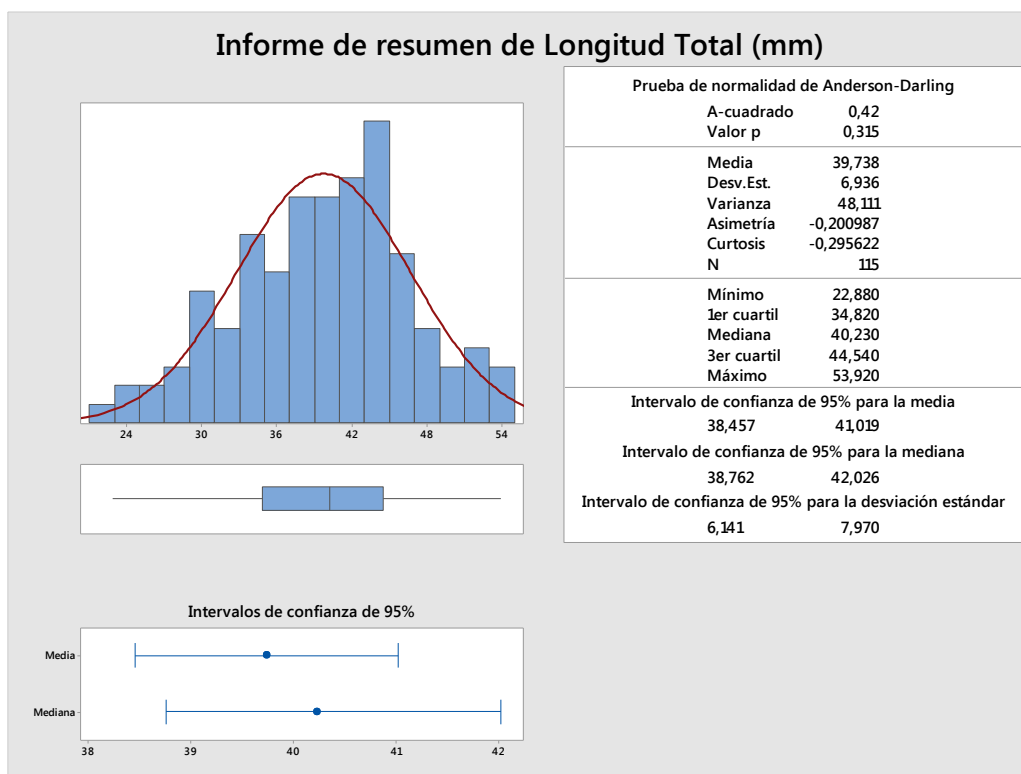 Informe de resumen de Longitud Total (mm)
24 30 36 42 48 54
Intervalos de confianza de 95%
Media
Mediana
38 39 40 41 42
Prueba de normalidad de Anderson-Darling
A-cuadrado 0,42
Valor p 0,315
Media 39,738
Desv.Est. 6,936
Varianza 48,111
Asimetría -0,200987
Curtosis -0,295622
N 115
Mínimo 22,880
1er cuartil 34,820
Mediana 40,230
3er cuartil 44,540
Máximo 53,920
Intervalo de confianza de 95% para la media
38,457 41,019
Intervalo de confianza de 95% para la mediana
38,762 42,026
Intervalo de confianza de 95% para la desviación estándar
6,141 7,970